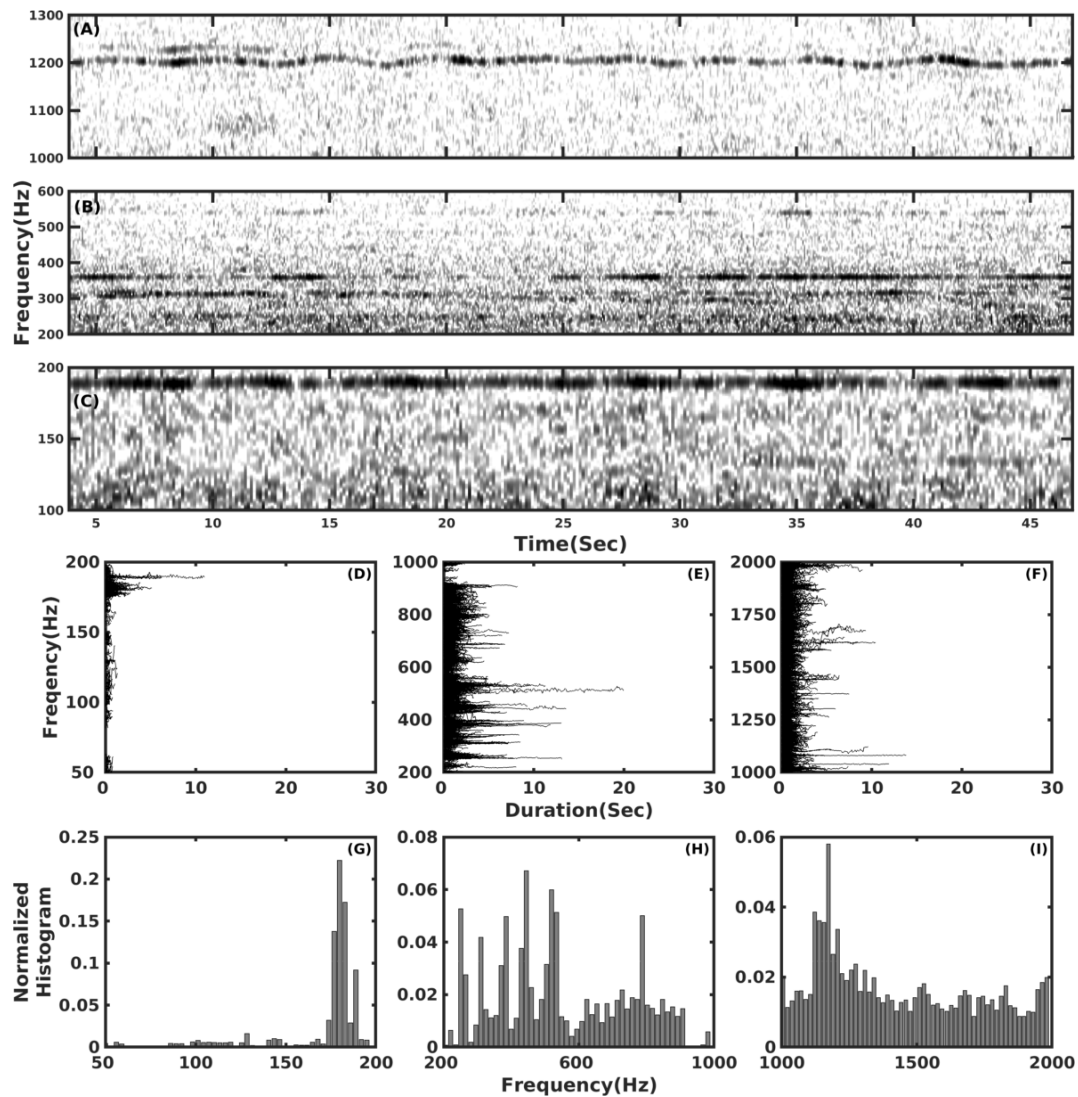 1300
(A)
1200
1100
1000
600
(B)
500
400
300
200
Frequency(Hz)
200
(C)
150
100
5 10 15 20 25 30 35 40 45
Time(Sec)
200 (D)
150
100
50
0 10 20 30
Freqency(Hz)
1000 (E)
800
600
400
200
0 10 20 30
Duration(Sec)
2000 (F)
1750
1500
1250
1000
0 10 20 30
0.25 (G)
0.2
0.15
0.1
0.05
0
50 100 150 200
Normalized
Histogram
0.08 (H)
0.06
0.04
0.02
0
200 600 1000
Frequency(Hz)
0.06 (I)
0.04
0.02
0
1000 1500 2000